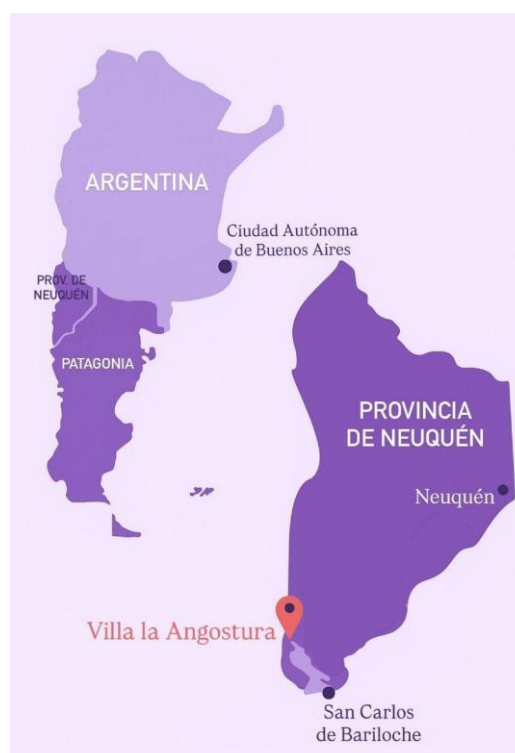 ARGENTINA
Ciudad Autónoma
de Buenos Aires
PROV. DE
NEUQUÉN
PATAGONIA
PROVINCIA
DE NEUQUÉN
Neuquén
Villa la Angostura
San Carlos
de Bariloche